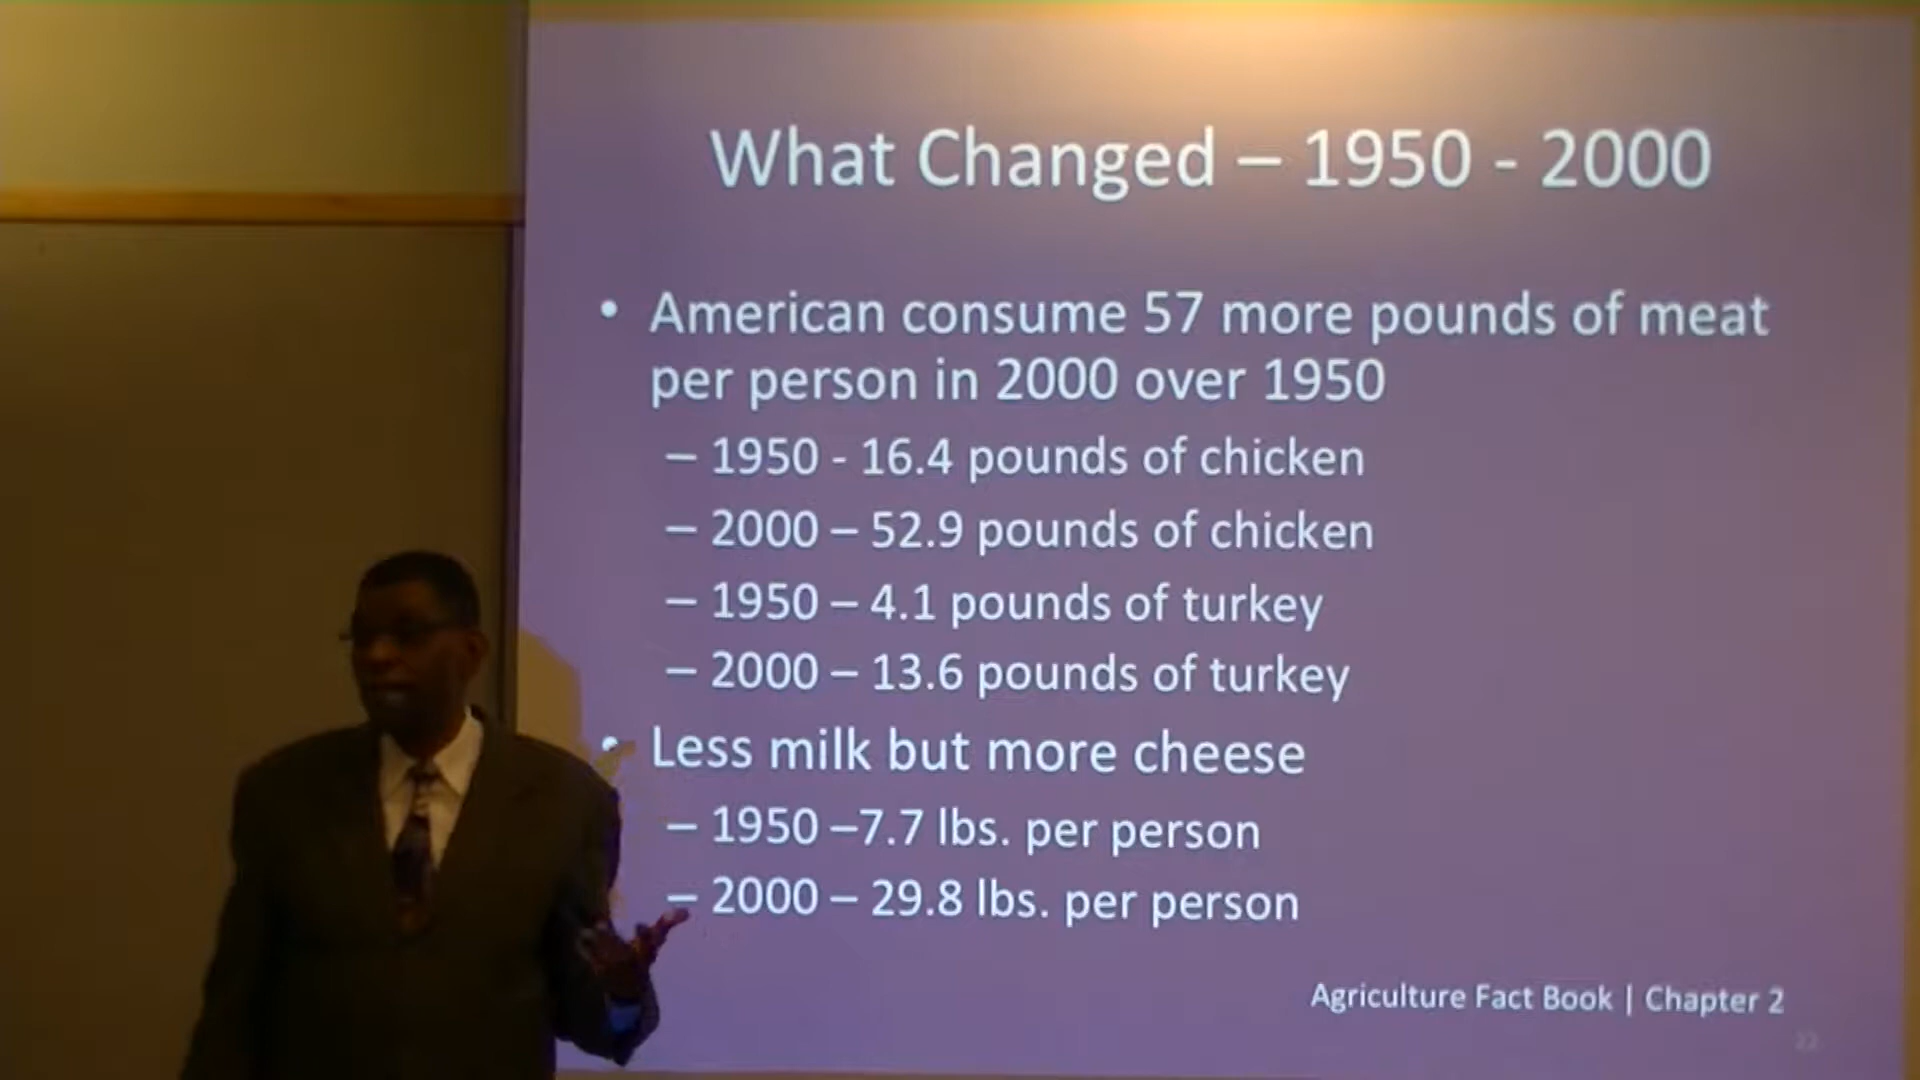 What Changed – 1950 - 2000
• American consume 57 more pounds of meat
per person in 2000 over 1950
– 1950 - 16.4 pounds of chicken
– 2000 – 52.9 pounds of chicken
– 1950 – 4.1 pounds of turkey
– 2000 – 13.6 pounds of turkey
• Less milk but more cheese
– 1950 –7.7 lbs. per person
– 2000 – 29.8 lbs. per person
Agriculture Fact Book | Chapter 2
22